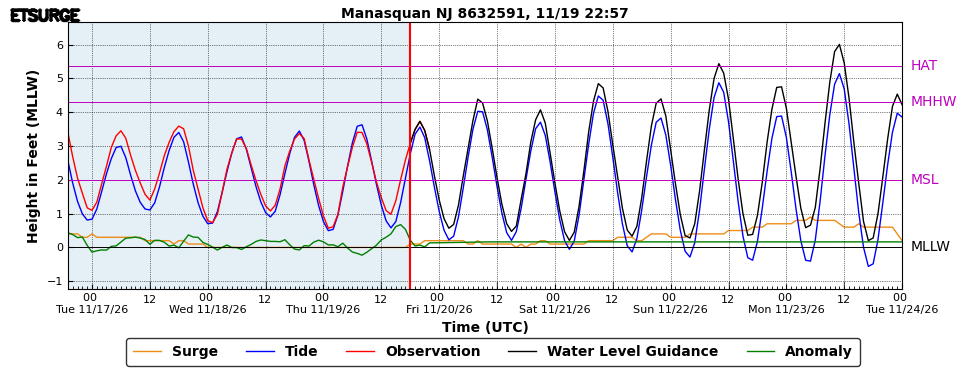 ETSURGE
Manasquan NJ 8632591, 11/19 22:57
Height in Feet (MLLW)
6
5
4
3
2
1
0
−1
HAT
MHHW
MSL
MLLW
00 12 00 12 00 12 00 12 00 12 00 12 00 12 00
Tue 11/17/26 Wed 11/18/26 Thu 11/19/26 Fri 11/20/26 Sat 11/21/26 Sun 11/22/26 Mon 11/23/26 Tue 11/24/26
Time (UTC)
Surge Tide Observation Water Level Guidance Anomaly